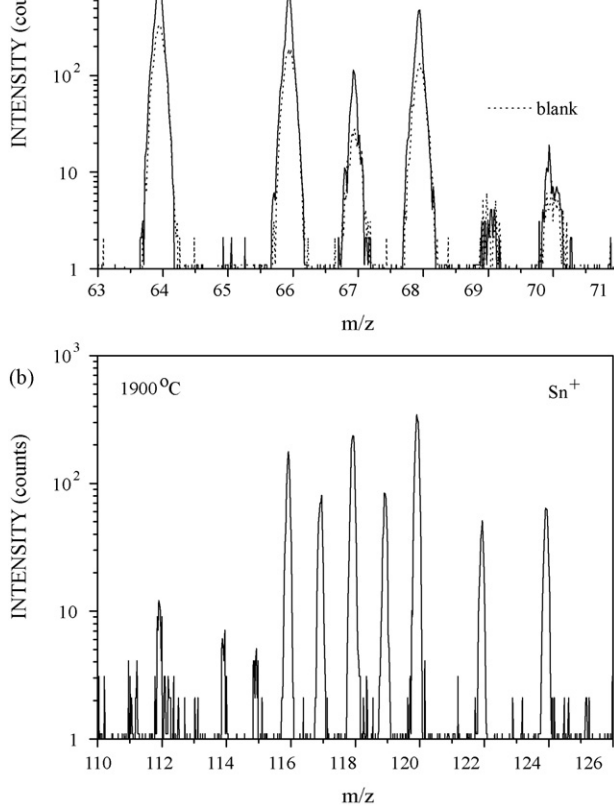 INTENSITY (cou
10²
10
1
blank
63 64 65 66 67 68 69 70 71
m/z
(b)
1900°C
Sn⁺
INTENSITY (counts)
10³
10²
10
1
110 112 114 116 118 120 122 124 126
m/z